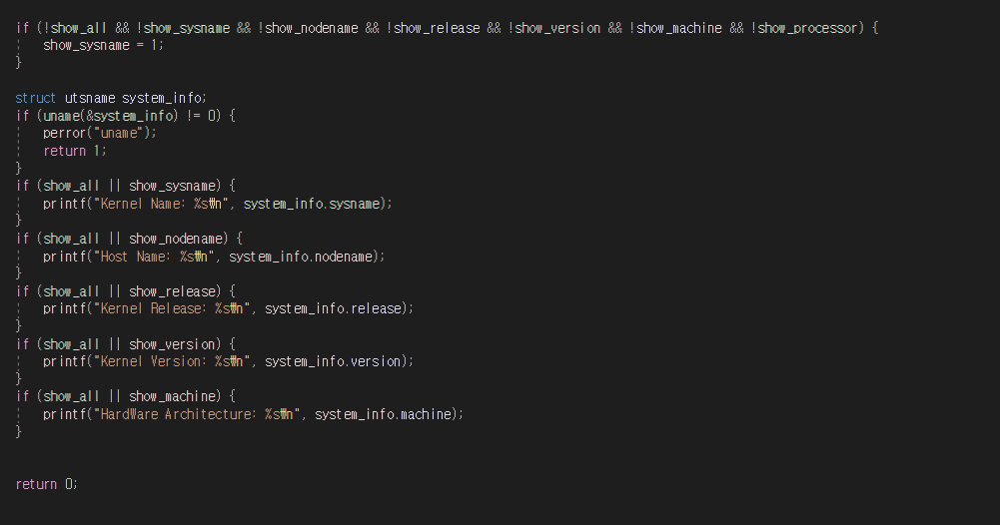 if (!show_all && !show_sysname && !show_nodename && !show_release && !show_version && !show_machine && !show_processor) {
show_sysname = 1;
}
struct utsname system_info;
if (uname(&system_info) != 0) {
perror("uname");
return 1;
}
if (show_all || show_sysname) {
printf("Kernel Name: %s₩n", system_info.sysname);
}
if (show_all || show_nodename) {
printf("Host Name: %s₩n", system_info.nodename);
}
if (show_all || show_release) {
printf("Kernel Release: %s₩n", system_info.release);
}
if (show_all || show_version) {
printf("Kernel Version: %s₩n", system_info.version);
}
if (show_all || show_machine) {
printf("HardWare Architecture: %s₩n", system_info.machine);
}
return 0;